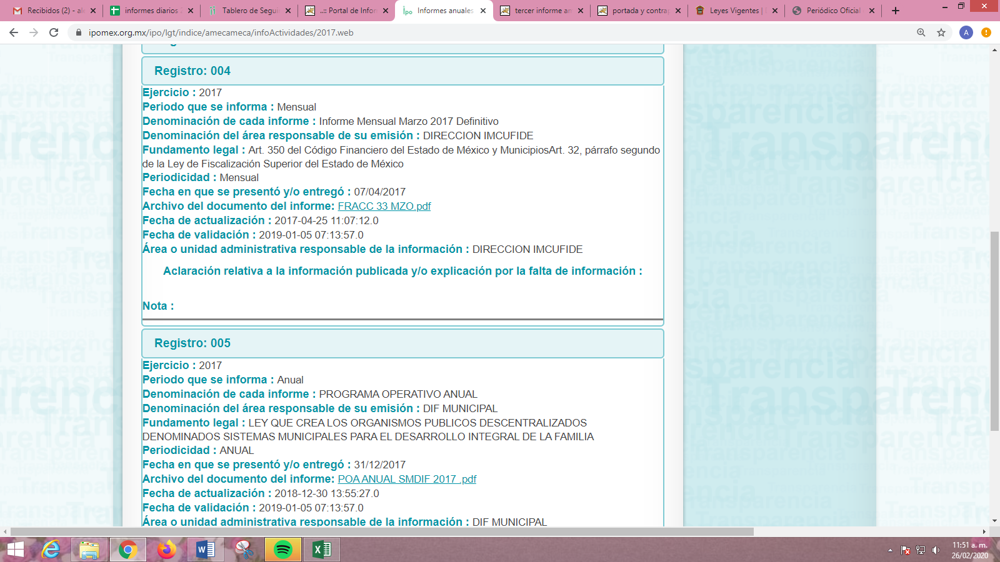 Recibidos (2) - al
informes diarios 2
Tablero de Segui
..:: Portal de Infor
Informes anuales
tercer informe an
portada y contrap
Leyes Vigentes |
Periódico Oficial
ipomex.org.mx/ipo/lgt/indice/amecameca/infoActividades/2017.web
A
Registro: 004
Ejercicio : 2017
Periodo que se informa : Mensual
Denominación de cada informe : Informe Mensual Marzo 2017 Definitivo
Denominación del área responsable de su emisión : DIRECCION IMCUFIDE
Fundamento legal : Art. 350 del Código Financiero del Estado de México y MunicipiosArt. 32, párrafo segundo
de la Ley de Fiscalización Superior del Estado de México
Periodicidad : Mensual
Fecha en que se presentó y/o entregó : 07/04/2017
Archivo del documento del informe: FRACC 33 MZO.pdf
Fecha de actualización : 2017-04-25 11:07:12.0
Fecha de validación : 2019-01-05 07:13:57.0
Área o unidad administrativa responsable de la información : DIRECCION IMCUFIDE
Aclaración relativa a la información publicada y/o explicación por la falta de información :
Nota :
Registro: 005
Ejercicio : 2017
Periodo que se informa : Anual
Denominación de cada informe : PROGRAMA OPERATIVO ANUAL
Denominación del área responsable de su emisión : DIF MUNICIPAL
Fundamento legal : LEY QUE CREA LOS ORGANISMOS PUBLICOS DESCENTRALIZADOS
DENOMINADOS SISTEMAS MUNICIPALES PARA EL DESARROLLO INTEGRAL DE LA FAMILIA
Periodicidad : ANUAL
Fecha en que se presentó y/o entregó : 31/12/2017
Archivo del documento del informe: POA ANUAL SMDIF 2017 .pdf
Fecha de actualización : 2018-12-30 13:55:27.0
Fecha de validación : 2019-01-05 07:13:57.0
Área o unidad administrativa responsable de la información : DIF MUNICIPAL
11:51 a. m.
26/02/2020